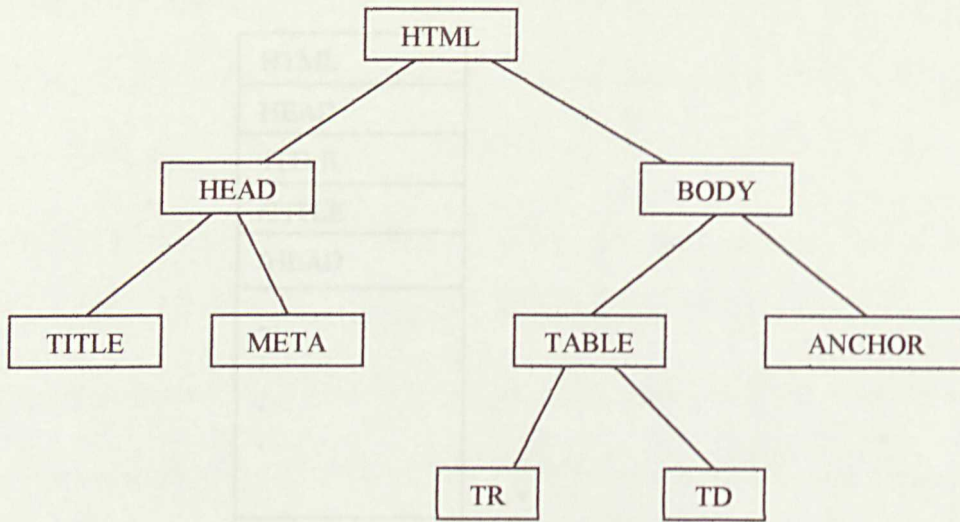 HTML
HEAD
BODY
TITLE
META
TABLE
ANCHOR
TR
TD